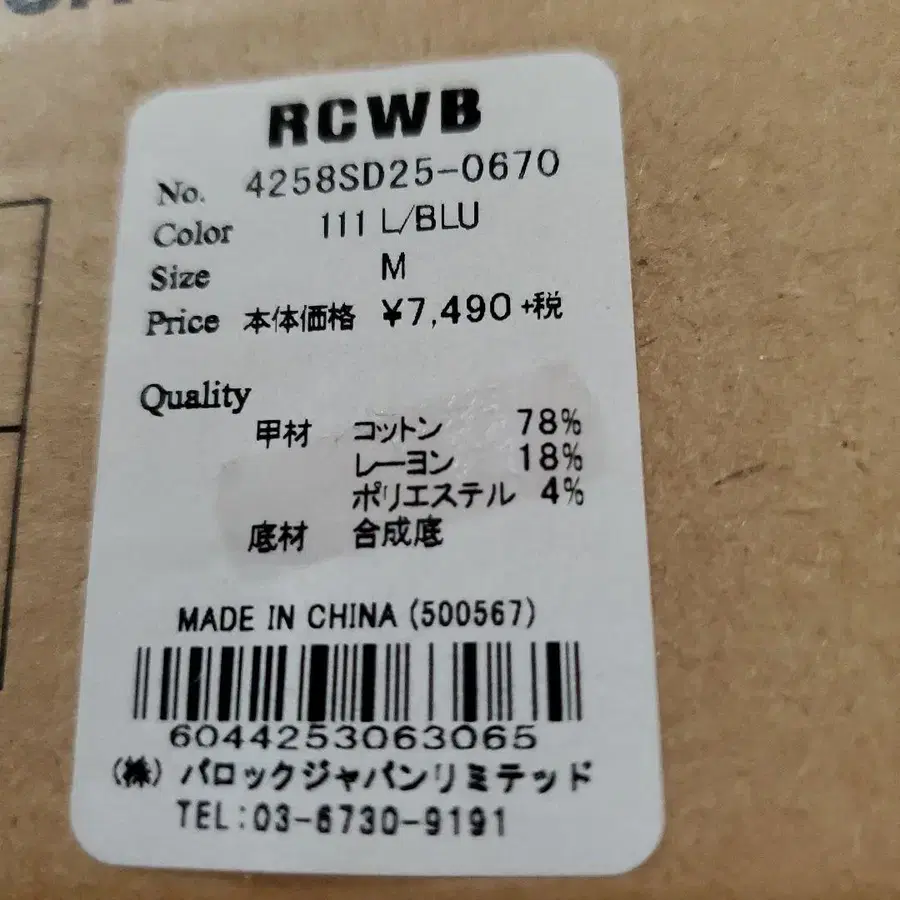 RCWB
No. 4258SD25-0670
Color 111 L/BLU
Size M
Price 本体価格 ¥7,490+税
Quality
甲材 コットン 78%
レーヨン 18%
ポリエステル 4%
底材 合成底
MADE IN CHINA (500567)
6044253063065
(株) バロックジャパンリミテッド
TEL:03-6730-9191